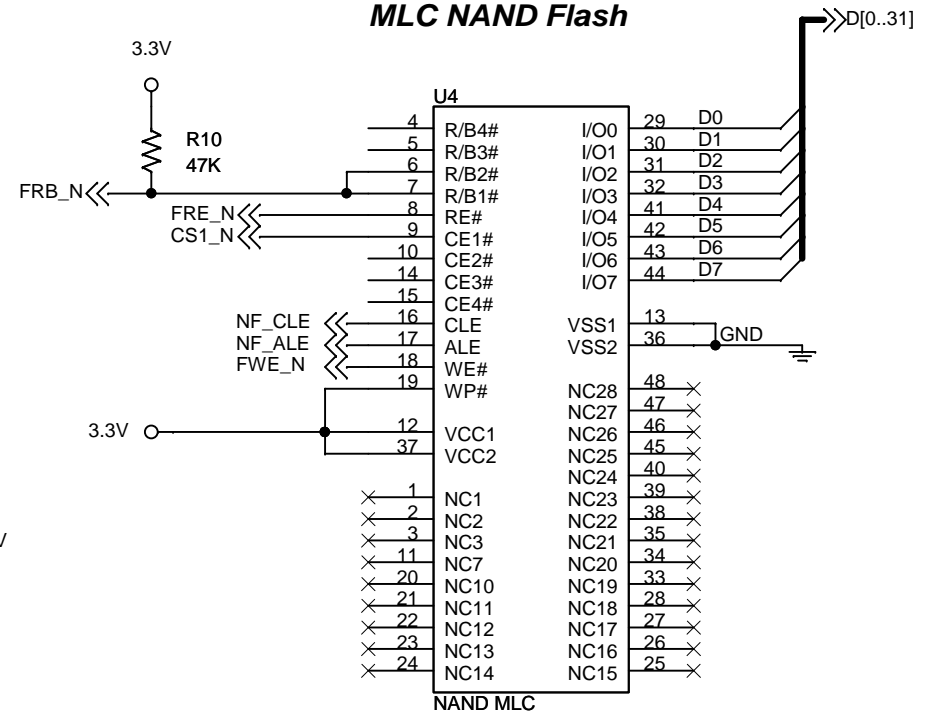 MLC NAND Flash
D[0..31]
3.3V
U4
R10
47K
4 R/B4# I/O0 29 D0
5 R/B3# I/O1 30 D1
6 R/B2# I/O2 31 D2
FRB_N 7 R/B1# I/O3 32 D3
FRE_N 8 RE# I/O4 41 D4
CS1_N 9 CE1# I/O5 42 D5
10 CE2# I/O6 43 D6
14 CE3# I/O7 44 D7
15 CE4#
NF_CLE 16 CLE VSS1 13
NF_ALE 17 ALE VSS2 36 GND
FWE_N 18 WE#
19 WP# NC28 48
NC27 47
3.3V 12 VCC1 NC26 46
37 VCC2 NC25 45
NC24 40
1 NC1 NC23 39
2 NC2 NC22 38
3 NC3 NC21 35
V
11 NC7 NC20 34
20 NC10 NC19 33
21 NC11 NC18 28
22 NC12 NC17 27
23 NC13 NC16 26
24 NC14 NC15 25
NAND MLC